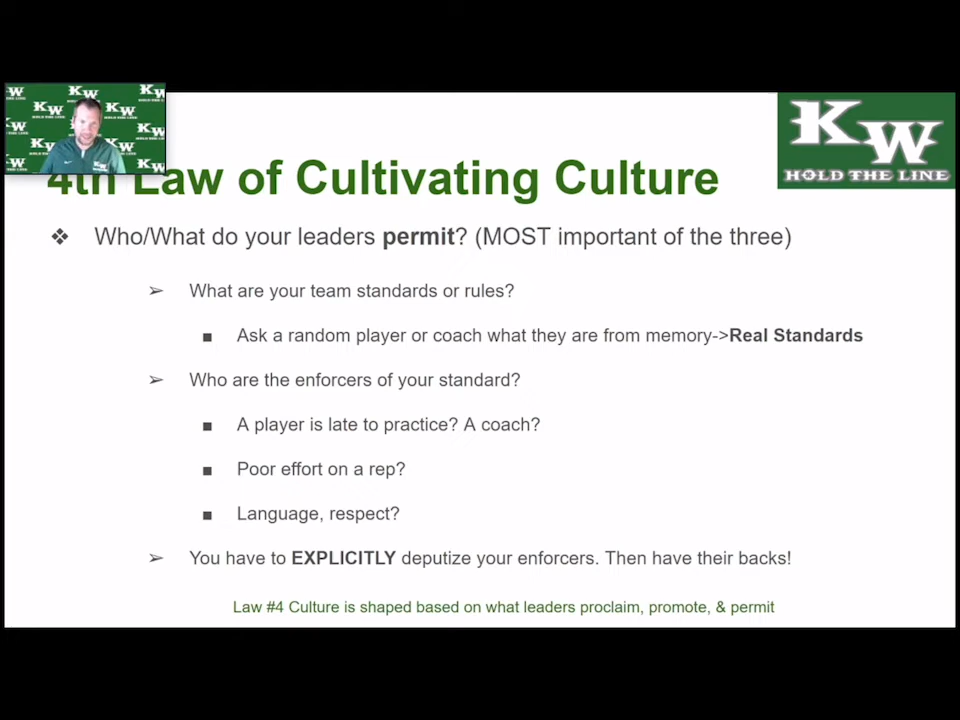 4th Law of Cultivating Culture
KW
HOLD THE LINE
❖ Who/What do your leaders permit? (MOST important of the three)
➢ What are your team standards or rules?
■ Ask a random player or coach what they are from memory->Real Standards
➢ Who are the enforcers of your standard?
■ A player is late to practice? A coach?
■ Poor effort on a rep?
■ Language, respect?
➢ You have to EXPLICITLY deputize your enforcers. Then have their backs!
Law #4 Culture is shaped based on what leaders proclaim, promote, & permit